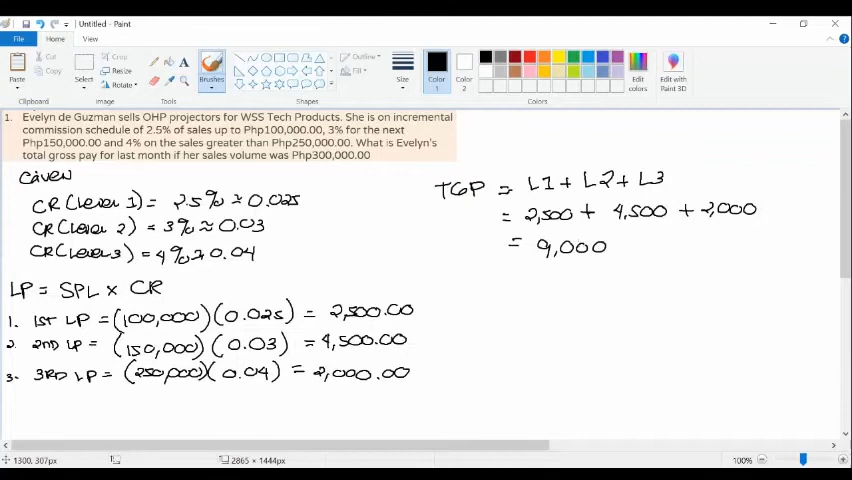 Untitled - Paint
File Home View
Paste Cut Copy Clipboard
Select Crop Resize Rotate Image
Tools
Brushes
Outline Fill Shapes
Size
Color 1 Color 2 Edit colors Edit with Paint 3D Colors
1. Evelyn de Guzman sells OHP projectors for WSS Tech Products. She is on incremental
commission schedule of 2.5% of sales up to Php100,000.00, 3% for the next
Php150,000.00 and 4% on the sales greater than Php250,000.00. What is Evelyn's
total gross pay for last month if her sales volume was Php300,000.00
Given
CR(Level 1) = 2.5% ≈ 0.025
CR(Level 2) = 3% ≈ 0.03
CR(Level 3) = 4% ≈ 0.04
LP = SPL × CR
1. 1ST LP = (100,000)(0.025) = 2,500.00
2. 2ND LP = (150,000)(0.03) = 4,500.00
3. 3RD LP = (250,000)(0.04) = 2,000.00
TGP = L1 + L2 + L3
= 2,500 + 4,500 + 2,000
= 9,000
1300, 307px
2865 × 1444px
100%